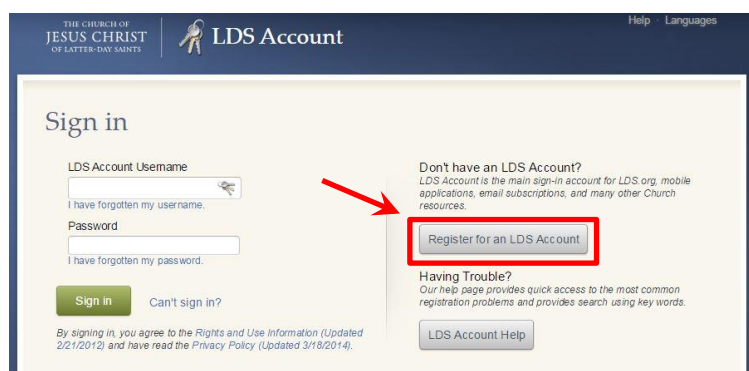 THE CHURCH OF
JESUS CHRIST
OF LATTER-DAY SAINTS
LDS Account
Help · Languages
Sign in
LDS Account Username
I have forgotten my username.
Password
I have forgotten my password.
Sign in
Can't sign in?
By signing in, you agree to the Rights and Use Information (Updated
2/21/2012) and have read the Privacy Policy (Updated 3/18/2014).
Don't have an LDS Account?
LDS Account is the main sign-in account for LDS.org, mobile
applications, email subscriptions, and many other Church
resources.
Register for an LDS Account
Having Trouble?
Our help page provides quick access to the most common
registration problems and provides search using key words.
LDS Account Help